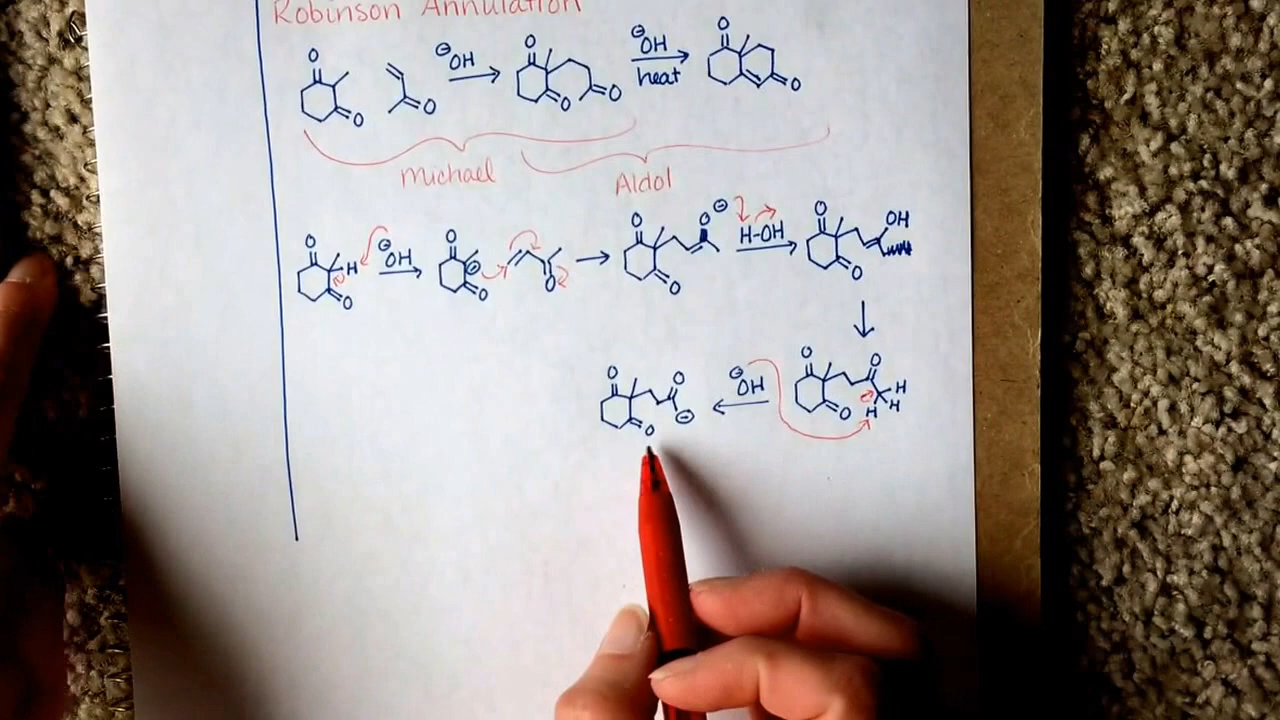 Robinson Annulation
O O O ⊖OH O O O ⊖OH heat O O
Michael Aldol
O H O ⊖OH O ⊖ O O O O ⊖ O H-OH O OH O
O O ⊖ O ⊖OH O O O H H H